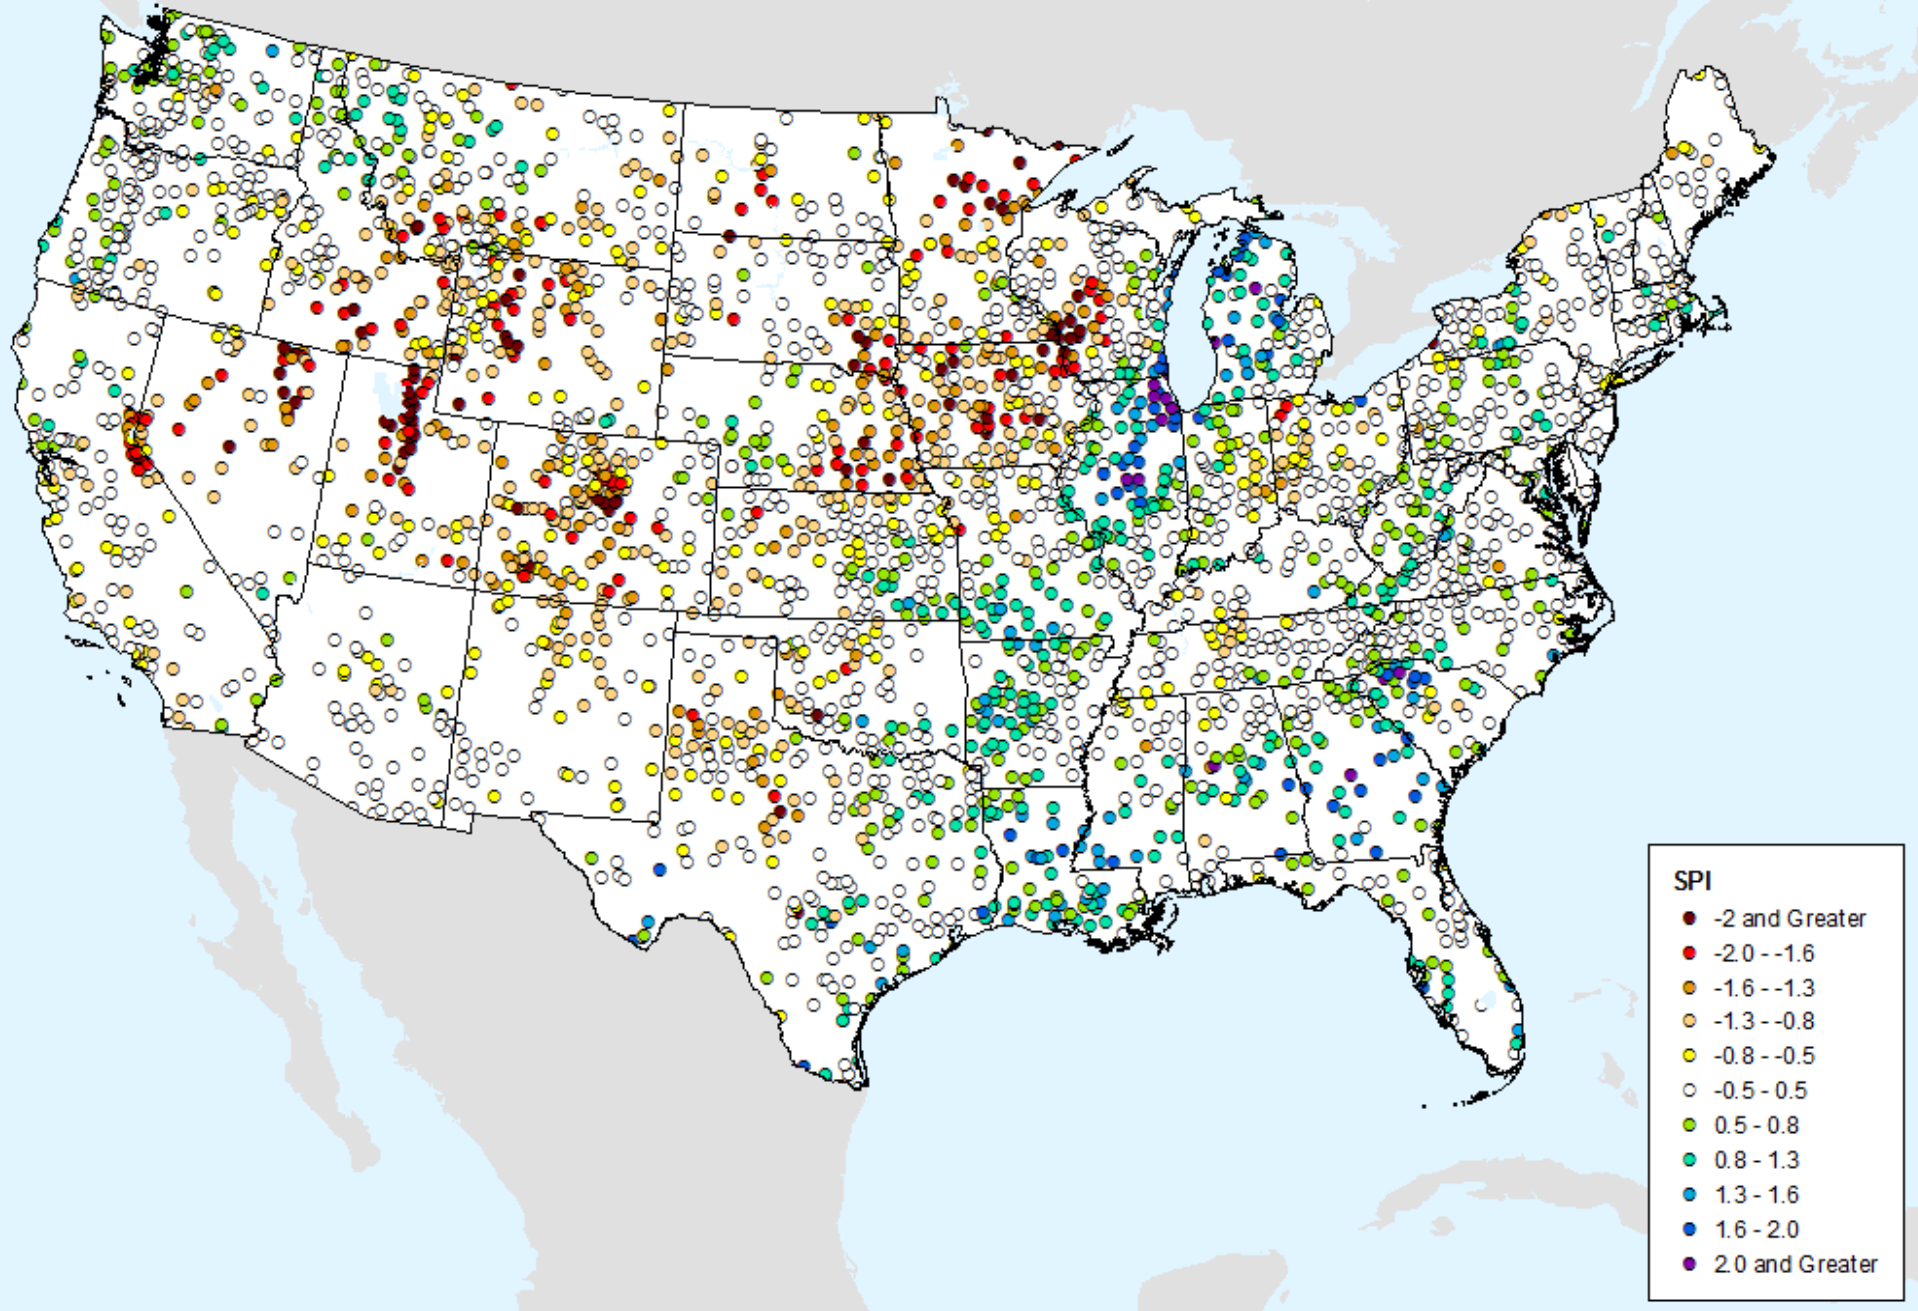 SPI
-2 and Greater
-2.0 - -1.6
-1.6 - -1.3
-1.3 - -0.8
-0.8 - -0.5
-0.5 - 0.5
0.5 - 0.8
0.8 - 1.3
1.3 - 1.6
1.6 - 2.0
2.0 and Greater